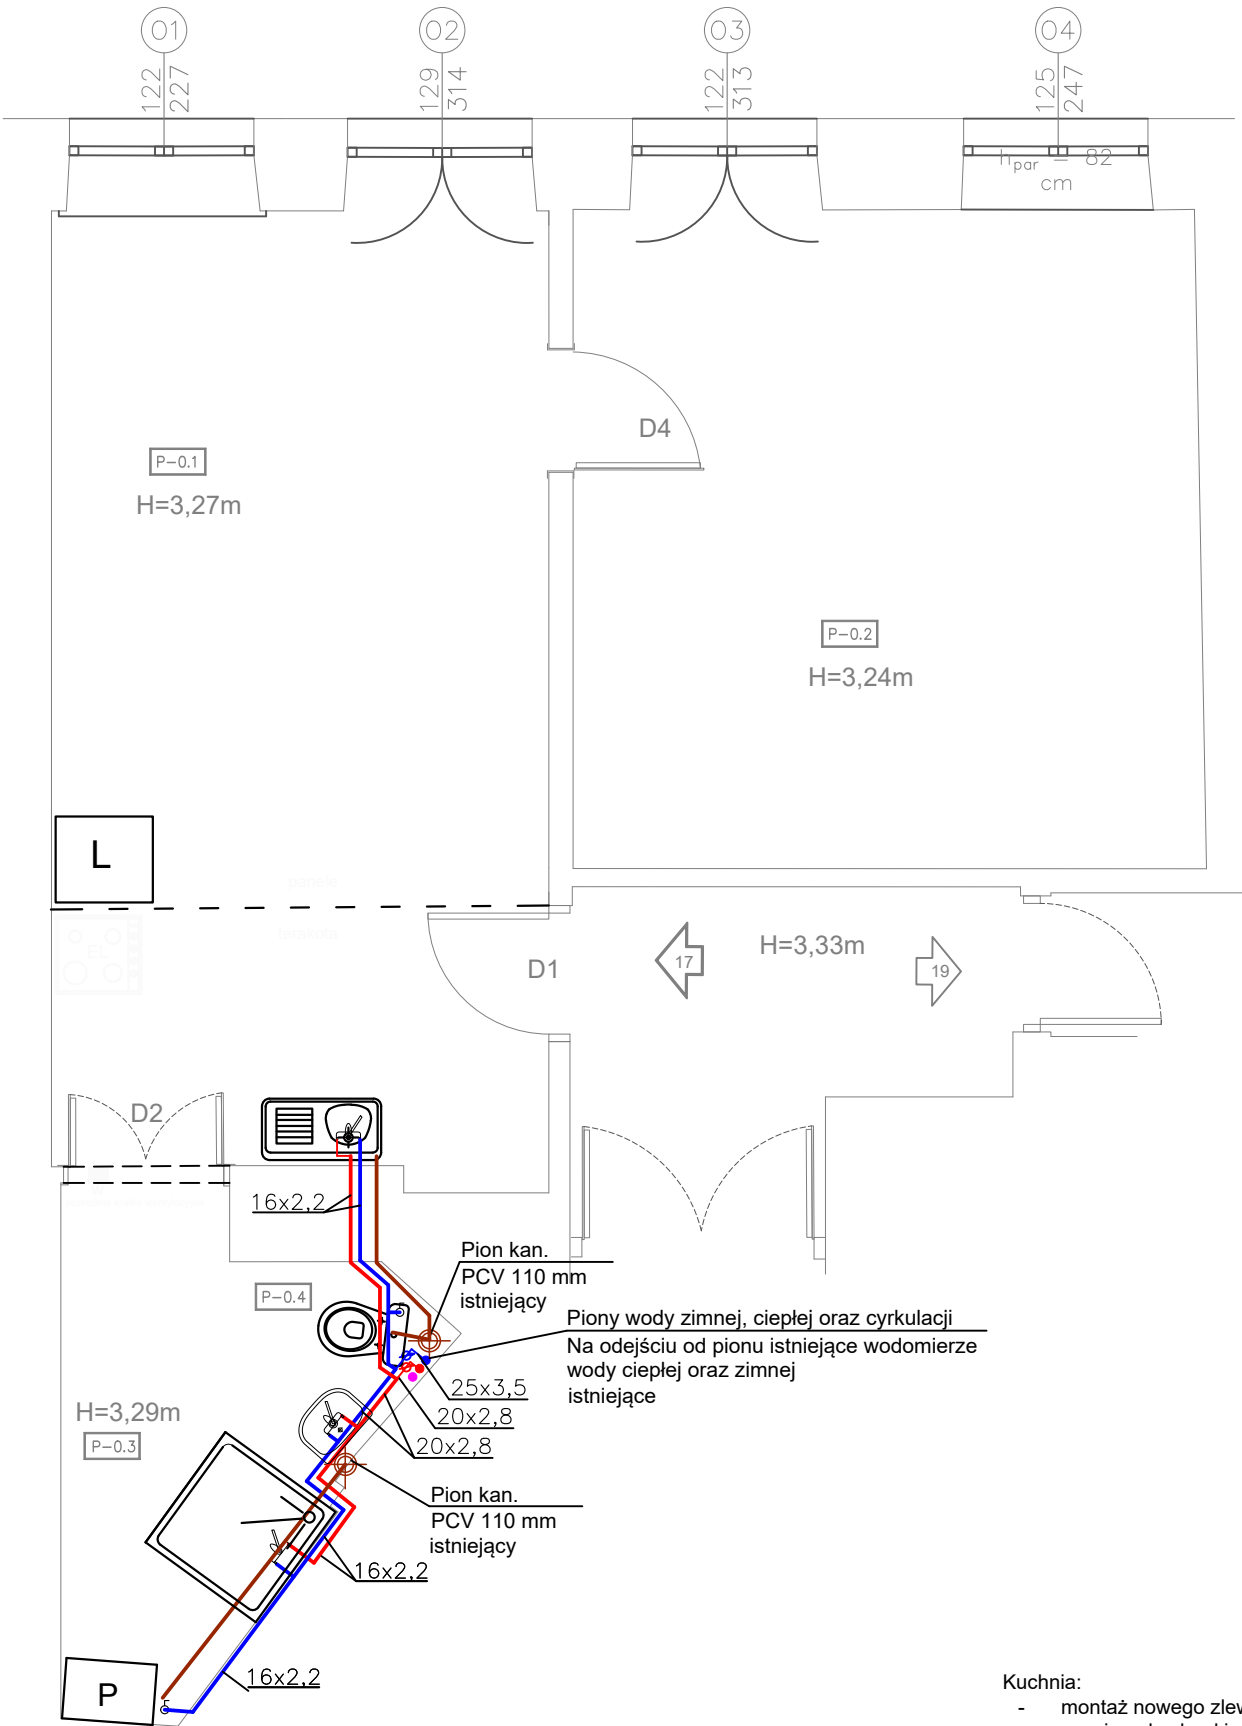 01
02
03
04
122
227
129
314
122
313
125
247
h par = 82
cm
D4
P-0.1
H=3,27m
P-0.2
H=3,24m
L
panele
terakota
D1
17
H=3,33m
19
D2
16x2,2
Pion kan.
PCV 110 mm
istniejący
P-0.4
Piony wody zimnej, ciepłej oraz cyrkulacji
Na odejściu od pionu istniejące wodomierze
wody ciepłej oraz zimnej
istniejące
25x3,5
20x2,8
20x2,8
H=3,29m
P-0.3
Pion kan.
PCV 110 mm
istniejący
16x2,2
16x2,2
P
Kuchnia:
- montaż nowego zlew